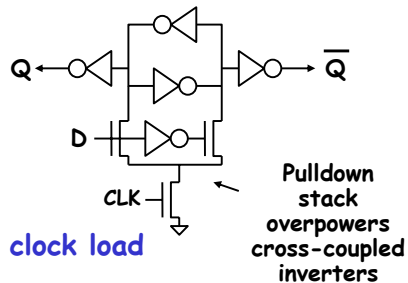 Q
Q̅
D
CLK
clock load
Pulldown
stack
overpowers
cross-coupled
inverters